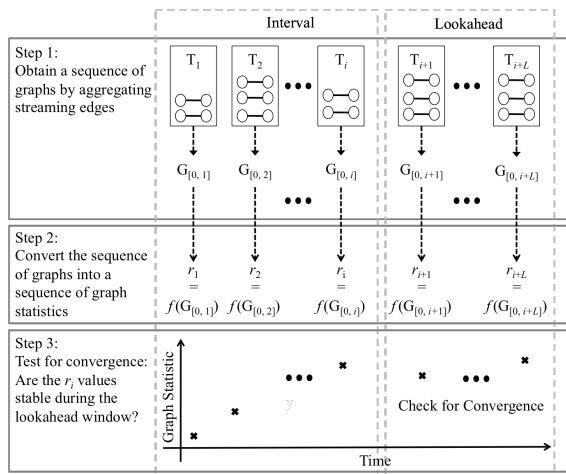 Interval Lookahead
Step 1:
Obtain a sequence of
graphs by aggregating
streaming edges
T1 T2 ••• Ti Ti+1 ••• Ti+L
G[0, 1] G[0, 2] G[0, i] G[0, i+1] G[0, i+L]
••• •••
Step 2:
Convert the sequence
of graphs into a
sequence of graph
statistics
r1 r2 ri ri+1 ri+L
= = = = =
f(G[0, 1]) f(G[0, 2]) f(G[0, i]) f(G[0, i+1]) f(G[0, i+L])
Step 3:
Test for convergence:
Are the ri values
stable during the
lookahead window?
Graph Statistic
••• •••
y
Check for Convergence
Time